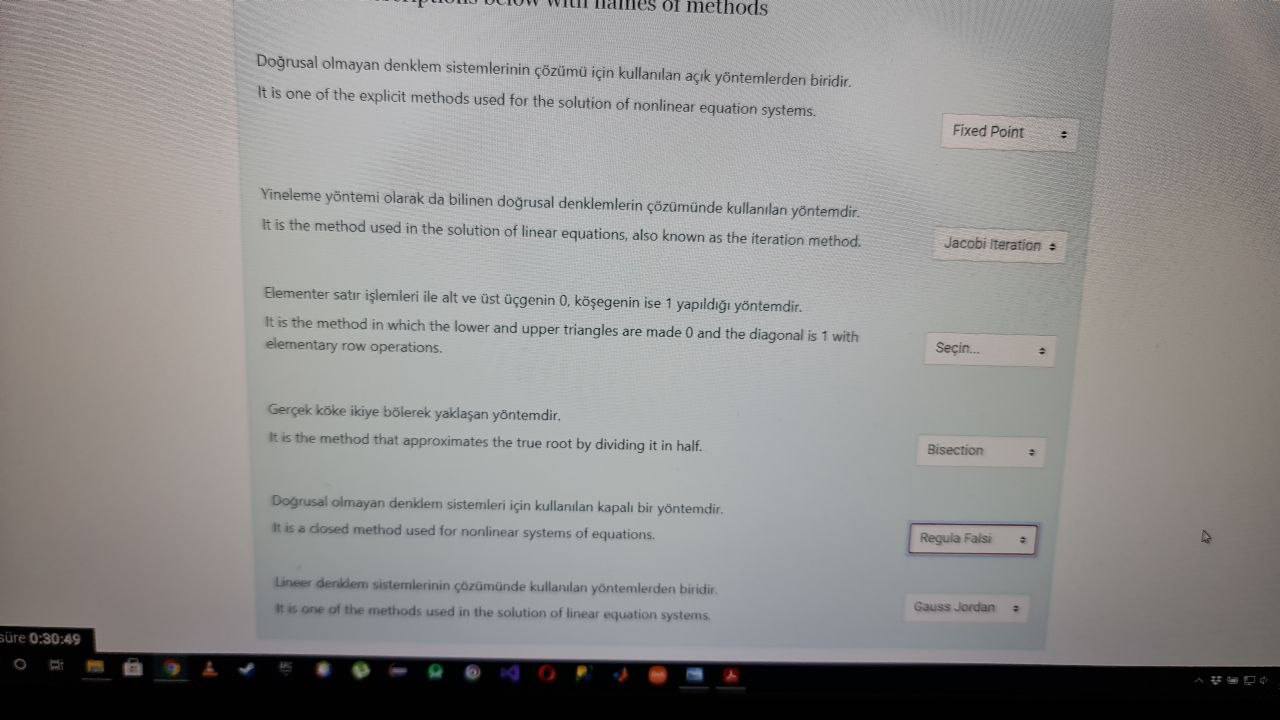 below with names of methods
Doğrusal olmayan denklem sistemlerinin çözümü için kullanılan açık yöntemlerden biridir.
It is one of the explicit methods used for the solution of nonlinear equation systems.
Fixed Point
Yineleme yöntemi olarak da bilinen doğrusal denklemlerin çözümünde kullanılan yöntemdir.
It is the method used in the solution of linear equations, also known as the iteration method.
Jacobi Iteration
Elementer satır işlemleri ile alt ve üst üçgenin 0, köşegenin ise 1 yapıldığı yöntemdir.
It is the method in which the lower and upper triangles are made 0 and the diagonal is 1 with
elementary row operations.
Seçin...
Gerçek köke ikiye bölerek yaklaşan yöntemdir.
It is the method that approximates the true root by dividing it in half.
Bisection
Doğrusal olmayan denklem sistemleri için kullanılan kapalı bir yöntemdir.
It is a closed method used for nonlinear systems of equations.
Regula Falsi
Lineer denklem sistemlerinin çözümünde kullanılan yöntemlerden biridir.
It is one of the methods used in the solution of linear equation systems.
Gauss Jordan
süre 0:30:49